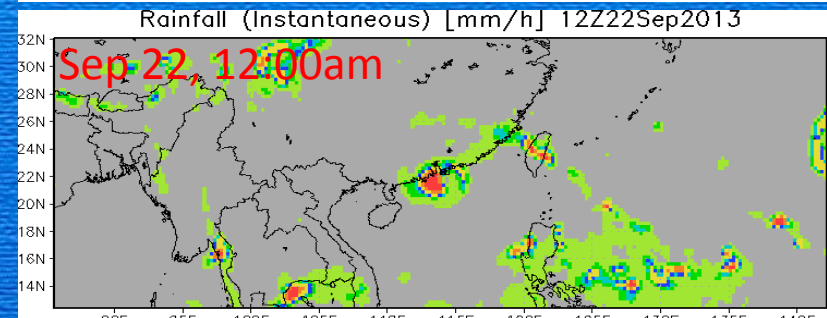 Rainfall (Instantaneous) [mm/h] 12Z22Sep2013
Sep 22, 12:00am
32N
30N
28N
26N
24N
22N
20N
18N
16N
14N